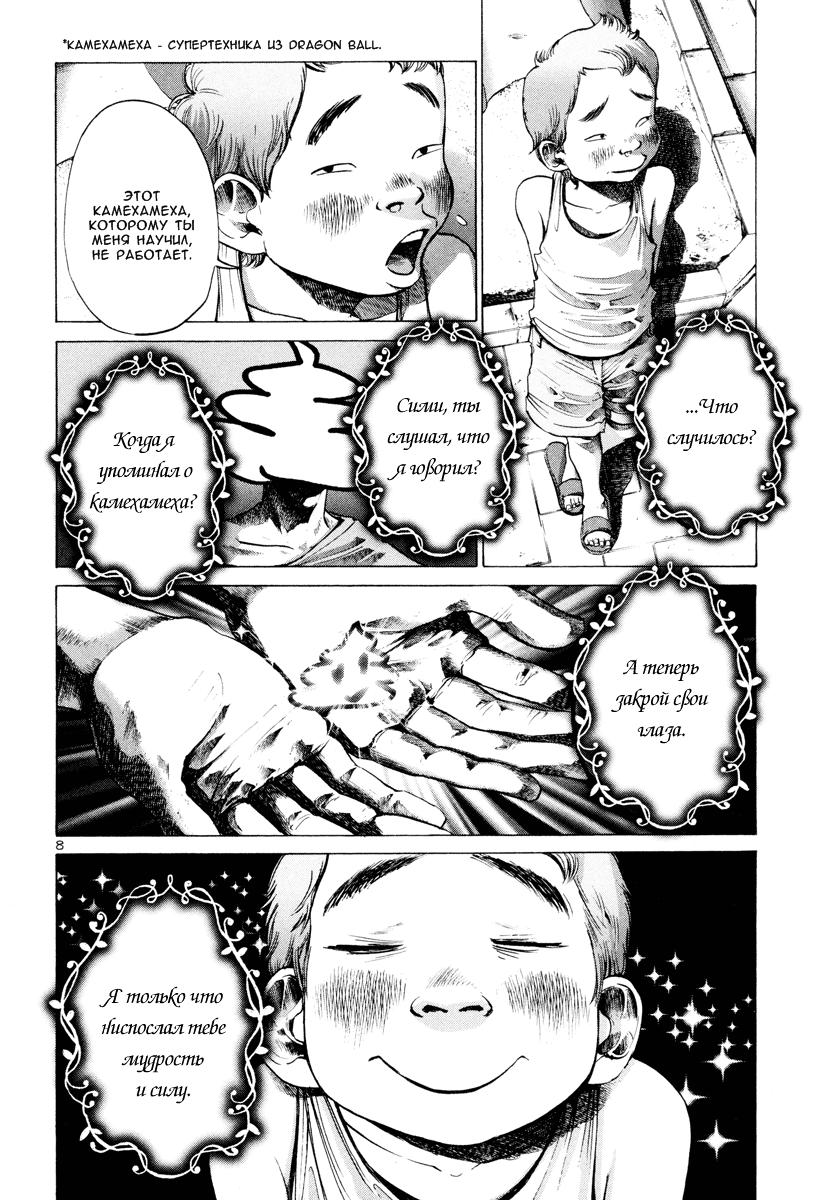 *КАМЕХАМЕХА - СУПЕРТЕХНИКА ИЗ DRAGON BALL.
ЭТОТ
КАМЕХАМЕХА,
КОТОРОМУ ТЫ
МЕНЯ НАУЧИЛ,
НЕ РАБОТАЕТ.
...Что
случилось?
Сими, ты
слушал, что
я говорил?
Когда я
упоминал о
камехамеха?
А теперь
закрой свои
глаза.
8
Я только что
ниспослал тебе
мудрость
и силу.